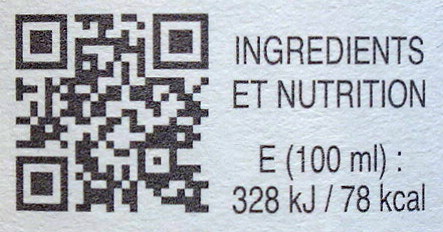 INGREDIENTS
ET NUTRITION
E (100 ml) :
328 kJ / 78 kcal